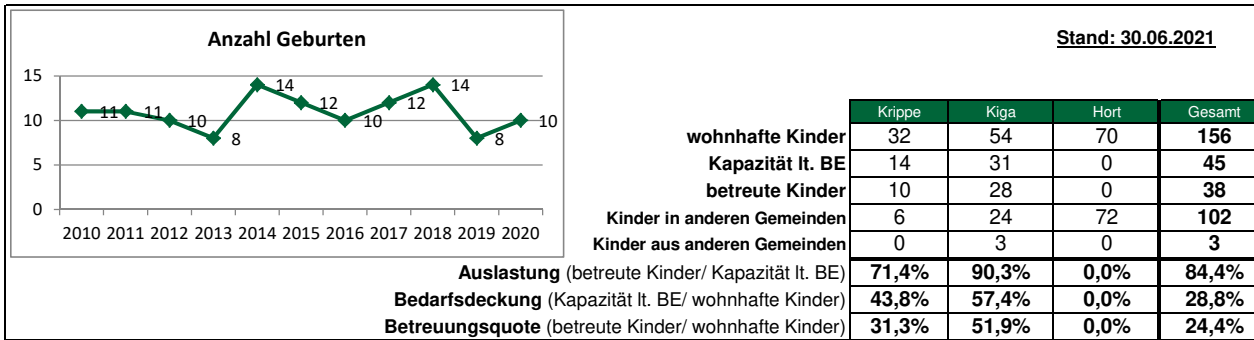 Anzahl Geburten
Stand: 30.06.2021
15
10
5
0
11 11 10 8 14 12 10 12 14 8 10
2010 2011 2012 2013 2014 2015 2016 2017 2018 2019 2020
Krippe Kiga Hort Gesamt
wohnhafte Kinder 32 54 70 156
Kapazität lt. BE 14 31 0 45
betreute Kinder 10 28 0 38
Kinder in anderen Gemeinden 6 24 72 102
Kinder aus anderen Gemeinden 0 3 0 3
Auslastung (betreute Kinder/ Kapazität lt. BE) 71,4% 90,3% 0,0% 84,4%
Bedarfsdeckung (Kapazität lt. BE/ wohnhafte Kinder) 43,8% 57,4% 0,0% 28,8%
Betreuungsquote (betreute Kinder/ wohnhafte Kinder) 31,3% 51,9% 0,0% 24,4%